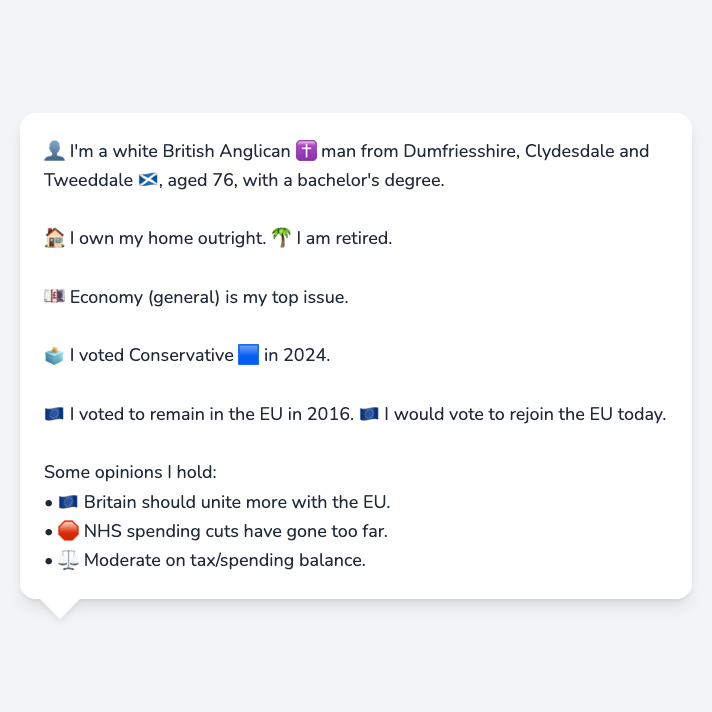 👤 I'm a white British Anglican ✝️ man from Dumfriesshire, Clydesdale and
Tweeddale 🏴󠁧󠁢󠁳󠁣󠁴󠁿, aged 76, with a bachelor's degree.
🏠 I own my home outright. 🌴 I am retired.
💷 Economy (general) is my top issue.
🗳️ I voted Conservative 🟦 in 2024.
🇪🇺 I voted to remain in the EU in 2016. 🇪🇺 I would vote to rejoin the EU today.
Some opinions I hold:
• 🇪🇺 Britain should unite more with the EU.
• 🛑 NHS spending cuts have gone too far.
• ⚖️ Moderate on tax/spending balance.